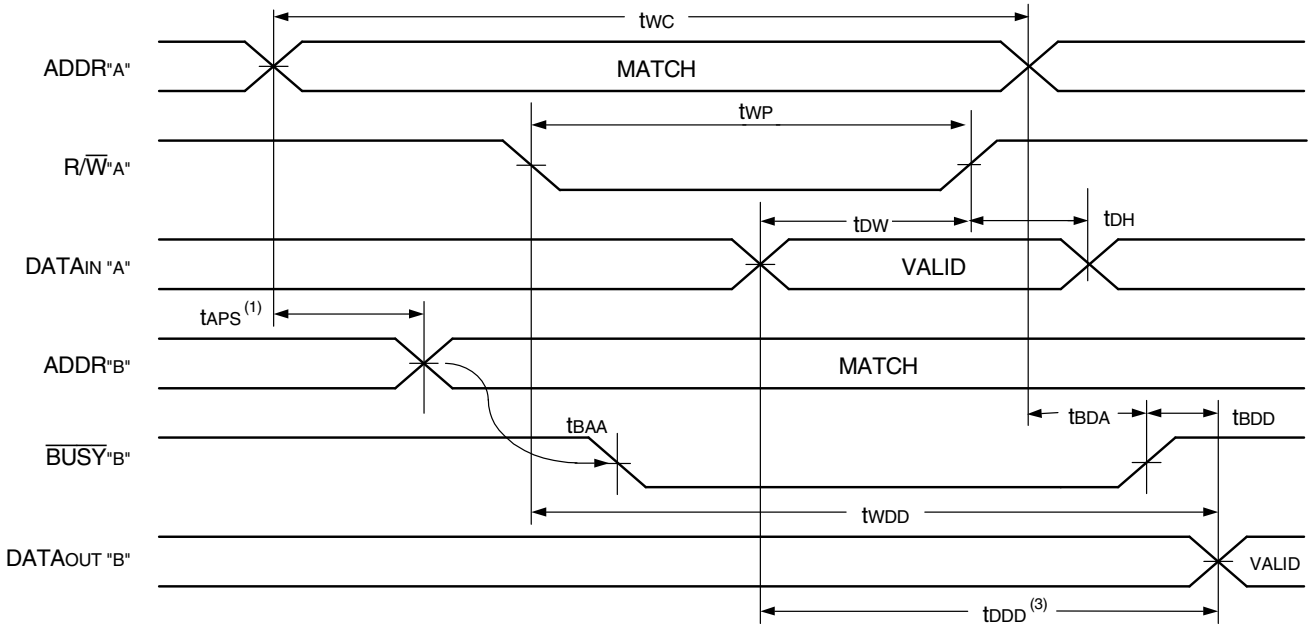 tWC
ADDR"A"
MATCH
tWP
R/W̅"A"
tDW
tDH
DATAIN "A"
VALID
tAPS (1)
ADDR"B"
MATCH
tBAA
tBDA
tBDD
B̅U̅S̅Y̅"B"
tWDD
DATAOUT "B"
VALID
tDDD (3)